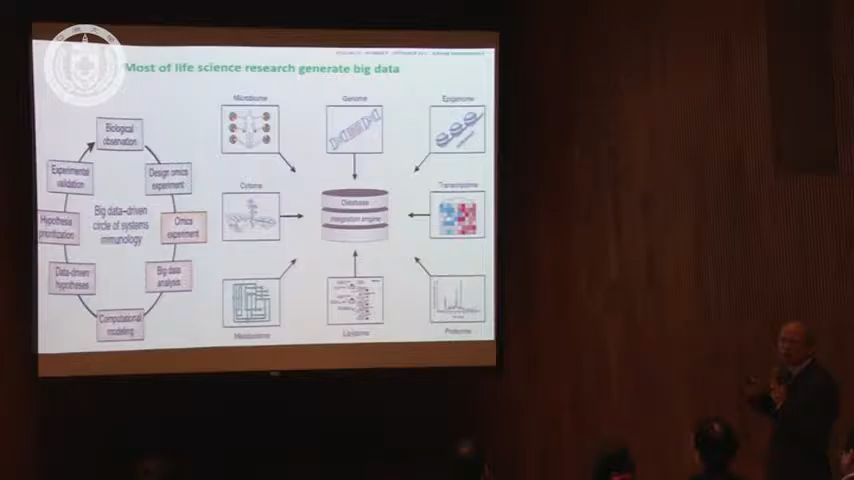 Most of life science research generate big data
Biological
observation
Design omics
experiment
Omics
experiment
Big data
analysis
Computational
modeling
Data-driven
hypotheses
Hypothesis
prioritization
Experimental
validation
Big data–driven
circle of systems
immunology
Microbiome
Genome
Epigenome
Cytome
Database
integration engine
Transcriptome
Metabolome
Lipidome
Proteome